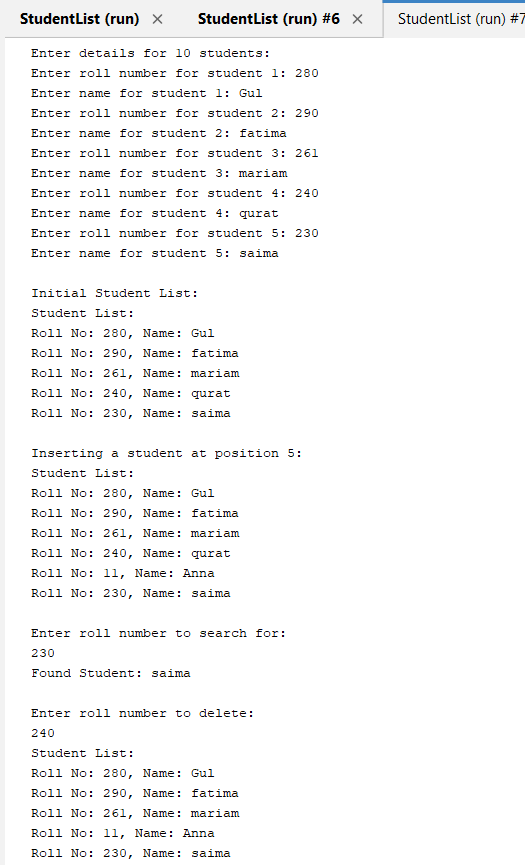 StudentList (run) × StudentList (run) #6 × StudentList (run) #7
Enter details for 10 students:
Enter roll number for student 1: 280
Enter name for student 1: Gul
Enter roll number for student 2: 290
Enter name for student 2: fatima
Enter roll number for student 3: 261
Enter name for student 3: mariam
Enter roll number for student 4: 240
Enter name for student 4: qurat
Enter roll number for student 5: 230
Enter name for student 5: saima
Initial Student List:
Student List:
Roll No: 280, Name: Gul
Roll No: 290, Name: fatima
Roll No: 261, Name: mariam
Roll No: 240, Name: qurat
Roll No: 230, Name: saima
Inserting a student at position 5:
Student List:
Roll No: 280, Name: Gul
Roll No: 290, Name: fatima
Roll No: 261, Name: mariam
Roll No: 240, Name: qurat
Roll No: 11, Name: Anna
Roll No: 230, Name: saima
Enter roll number to search for:
230
Found Student: saima
Enter roll number to delete:
240
Student List:
Roll No: 280, Name: Gul
Roll No: 290, Name: fatima
Roll No: 261, Name: mariam
Roll No: 11, Name: Anna
Roll No: 230, Name: saima